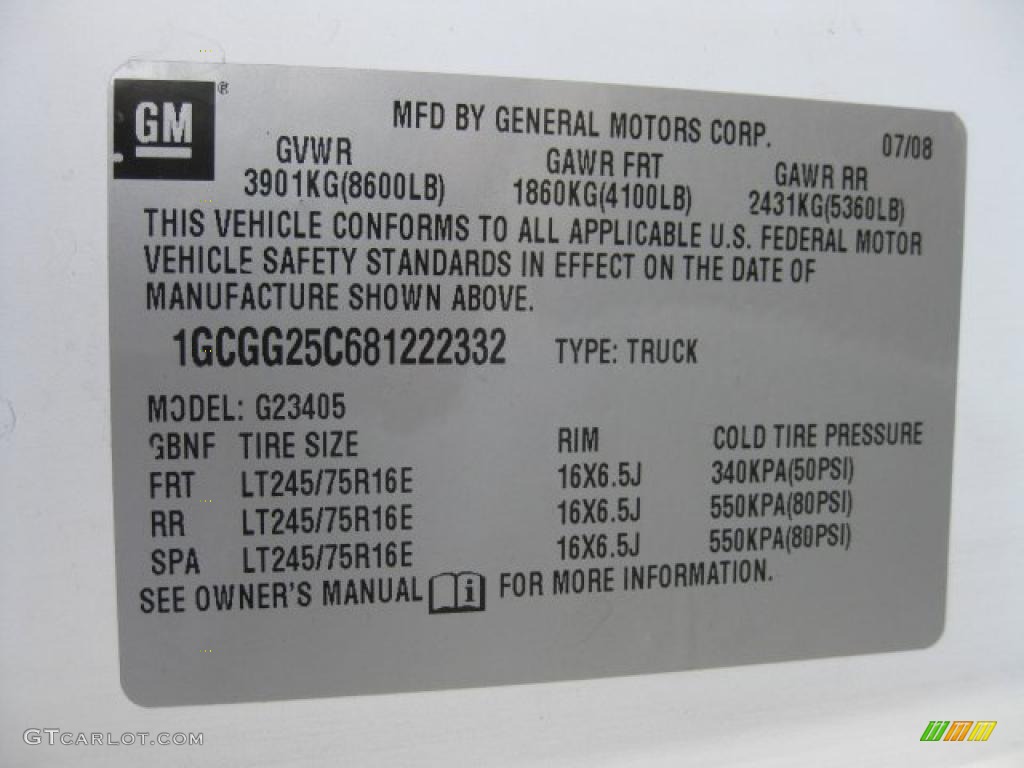 GM ®
MFD BY GENERAL MOTORS CORP. 07/08
GVWR GAWR FRT GAWR RR
3901KG(8600LB) 1860KG(4100LB) 2431KG(5360LB)
THIS VEHICLE CONFORMS TO ALL APPLICABLE U.S. FEDERAL MOTOR
VEHICLE SAFETY STANDARDS IN EFFECT ON THE DATE OF
MANUFACTURE SHOWN ABOVE.
1GCGG25C681222332 TYPE: TRUCK
MODEL: G23405
GBNF TIRE SIZE RIM COLD TIRE PRESSURE
FRT LT245/75R16E 16X6.5J 340KPA(50PSI)
RR LT245/75R16E 16X6.5J 550KPA(80PSI)
SPA LT245/75R16E 16X6.5J 550KPA(80PSI)
SEE OWNER'S MANUAL i FOR MORE INFORMATION.
GTCARLOT.COM